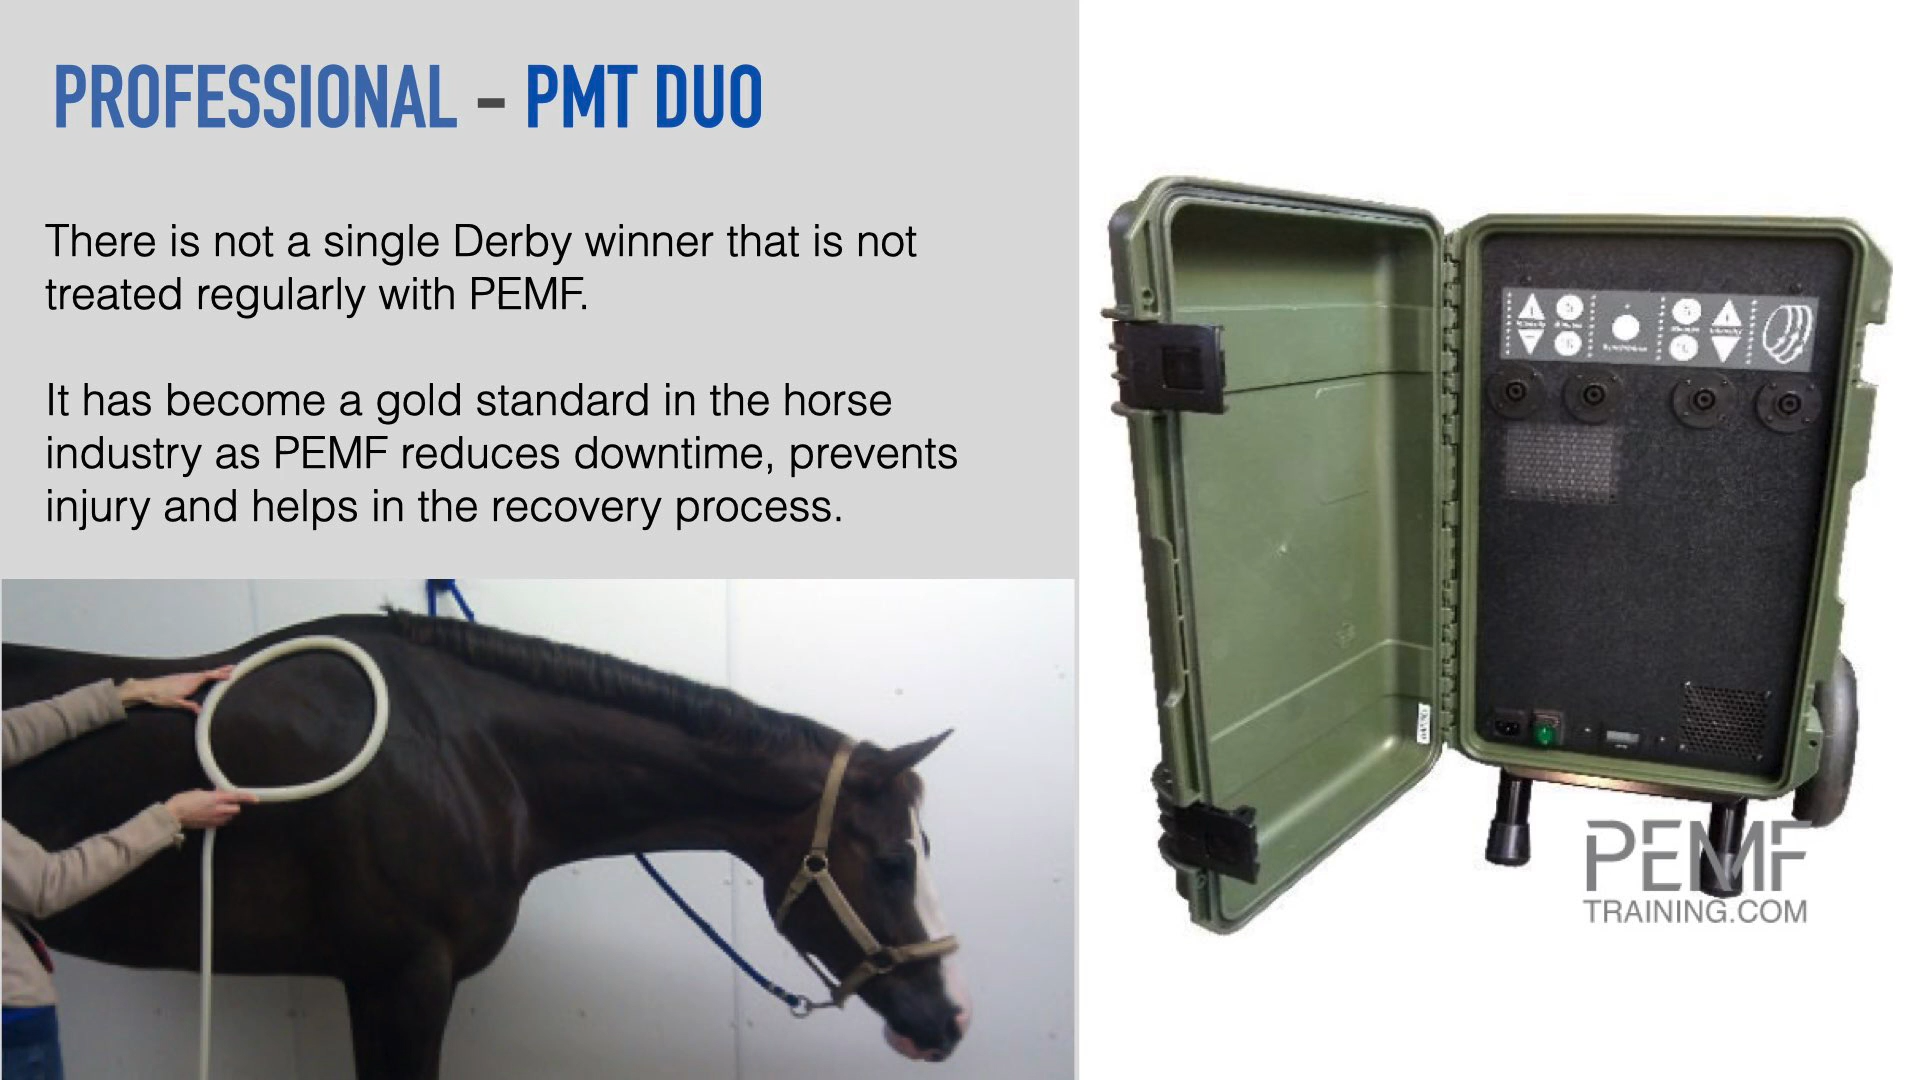 PROFESSIONAL - PMT DUO
There is not a single Derby winner that is not
treated regularly with PEMF.
It has become a gold standard in the horse
industry as PEMF reduces downtime, prevents
injury and helps in the recovery process.
PEMF
TRAINING.COM